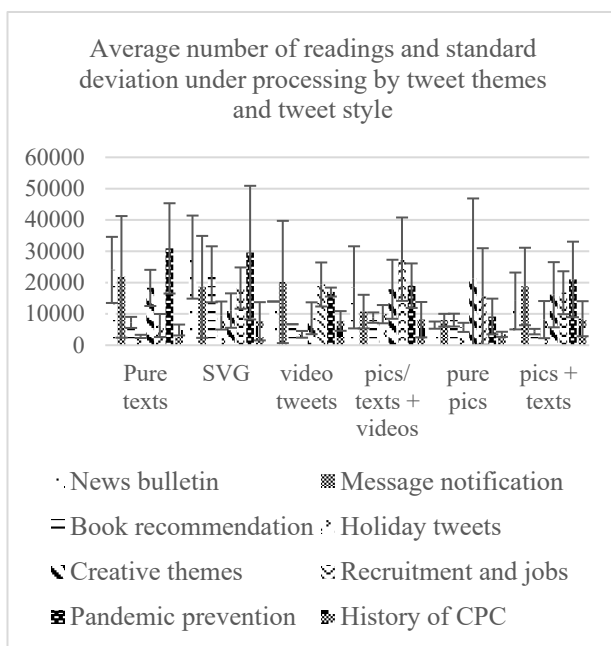 Average number of readings and standard
deviation under processing by tweet themes
and tweet style
60000
50000
40000
30000
20000
10000
0
Pure texts
SVG
video tweets
pics/ texts + videos
pure pics
pics + texts
News bulletin
Message notification
Book recommendation
Holiday tweets
Creative themes
Recruitment and jobs
Pandemic prevention
History of CPC